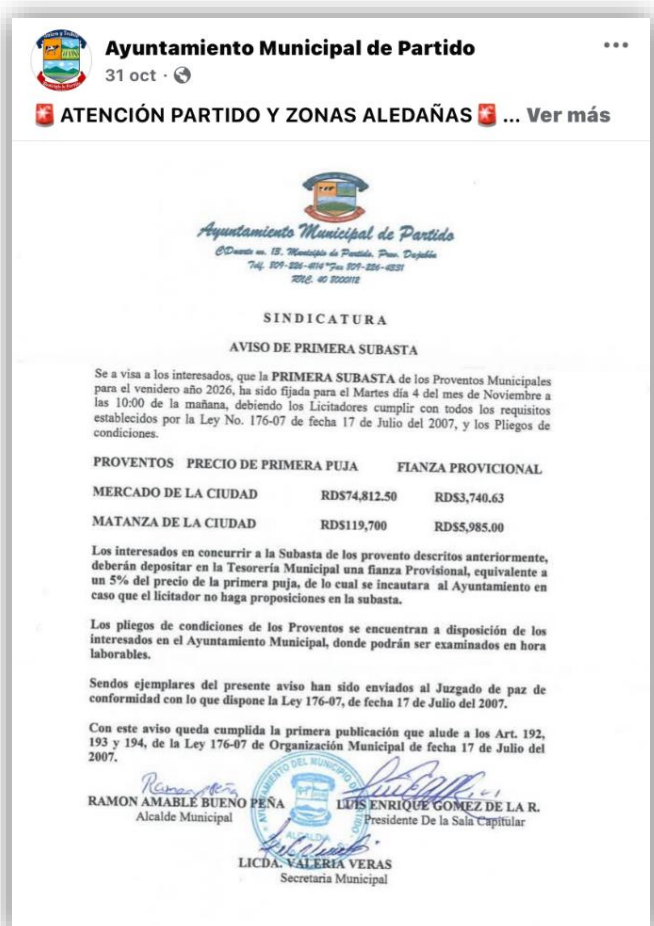 Ayuntamiento Municipal de Partido
31 oct ·
ATENCIÓN PARTIDO Y ZONAS ALEDAÑAS ... Ver más
Ayuntamiento Municipal de Partido
C/Duarte no. 13, Municipio de Partido, Prov. Dajabón
Telf. 809-226-4114 *Fax 809-226-4331
RNC.
SINDICATURA
AVISO DE PRIMERA SUBASTA
Se a visa a los interesados, que la PRIMERA SUBASTA de los Proventos Municipales
para el venidero año 2026, ha sido fijada para el Martes día 4 del mes de Noviembre a
las 10:00 de la mañana, debiendo los Licitadores cumplir con todos los requisitos
establecidos por la Ley No. 176-07 de fecha 17 de Julio del 2007, y los Pliegos de
condiciones.
PROVENTOS PRECIO DE PRIMERA PUJA FIANZA PROVICIONAL
MERCADO DE LA CIUDAD RD$74,812.50 RD$3,740.63
MATANZA DE LA CIUDAD RD$119,700 RD$5,985.00
Los interesados en concurrir a la Subasta de los provento descritos anteriormente,
deberán depositar en la Tesorería Municipal una fianza Provisional, equivalente a
un 5% del precio de la primera puja, de lo cual se incautara al Ayuntamiento en
caso que el licitador no haga proposiciones en la subasta.
Los pliegos de condiciones de los Proventos se encuentran a disposición de los
interesados en el Ayuntamiento Municipal, donde podrán ser examinados en hora
laborables.
Sendos ejemplares del presente aviso han sido enviados al Juzgado de paz de
conformidad con lo que dispone la Ley 176-07, de fecha 17 de Julio del 2007.
Con este aviso queda cumplida la primera publicación que alude a los Art. 192,
193 y 194, de la Ley 176-07 de Organización Municipal de fecha 17 de Julio del
2007.
RAMON AMABLE BUENO PEÑA LUIS ENRIQUE GOMEZ DE LA R.
Alcalde Municipal Presidente De la Sala Capitular
ALCALDIA
LICDA. VALERIA VERAS
Secretaria Municipal